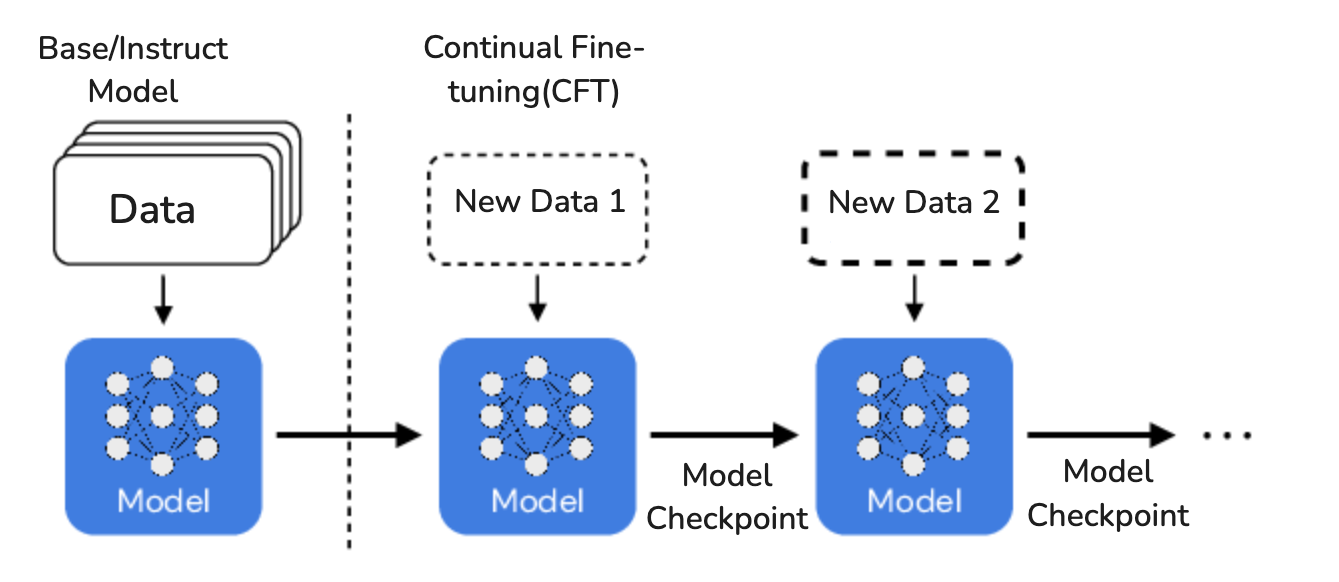 Base/Instruct
Model
Continual Fine-
tuning(CFT)
Data
New Data 1
New Data 2
Model
Model
Model
Model
Checkpoint
Model
Checkpoint
...